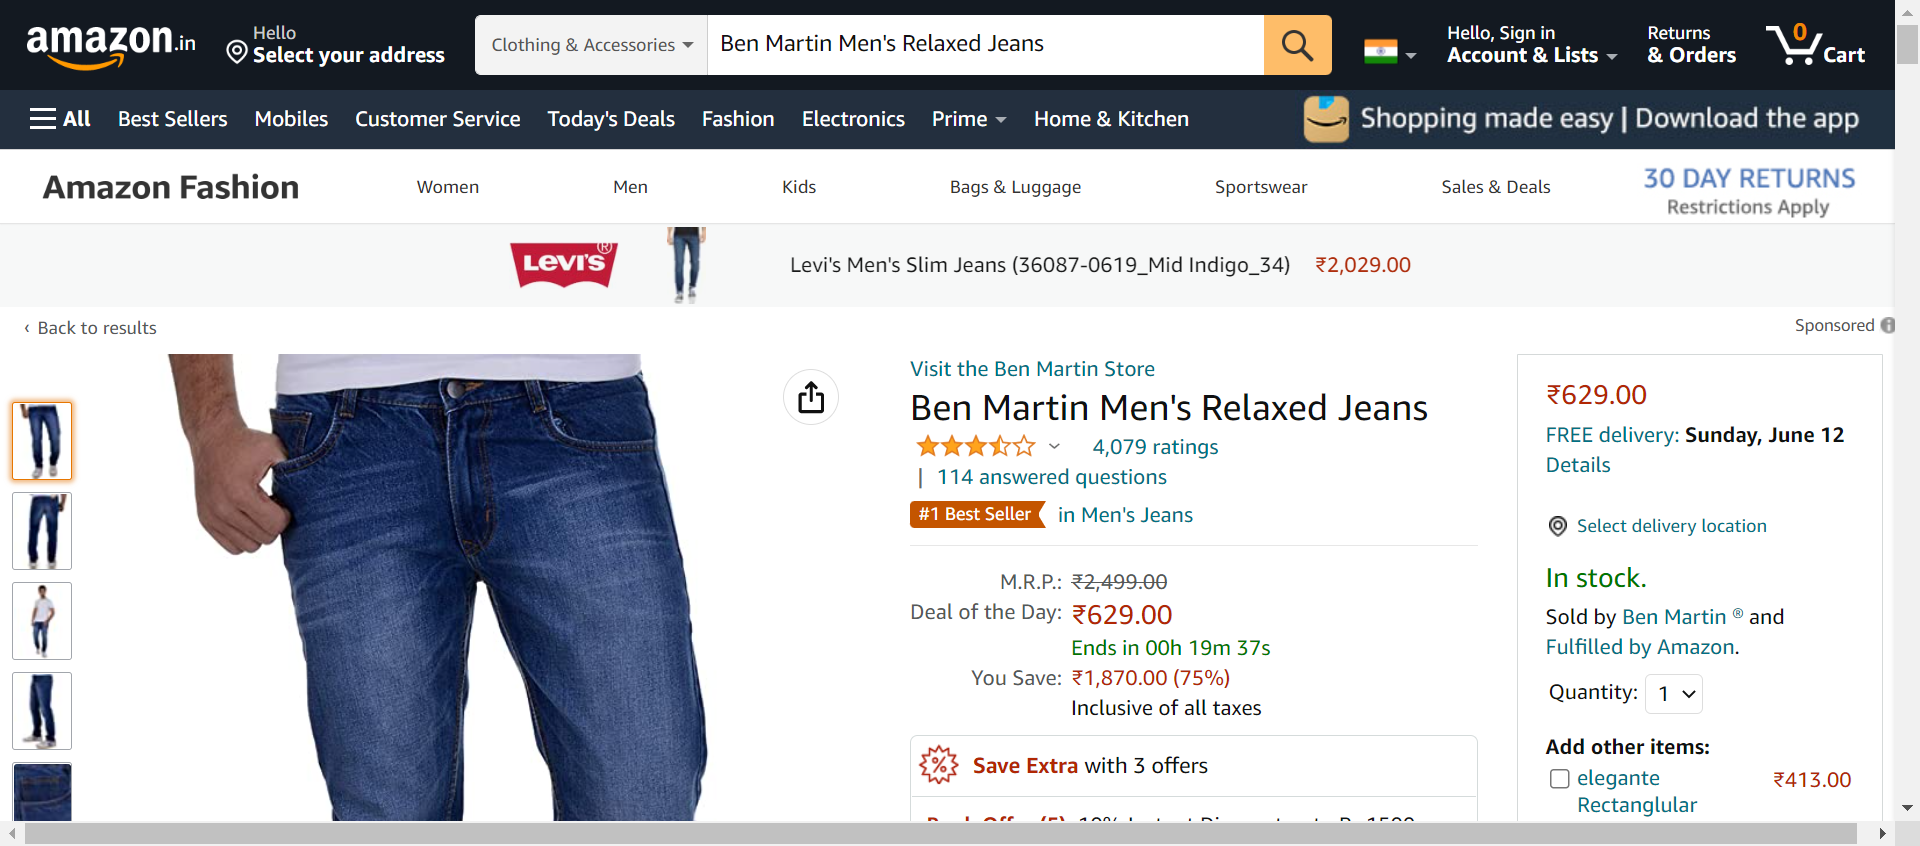 amazon.in
Hello
Select your address
Clothing & Accessories
Ben Martin Men's Relaxed Jeans
Hello, Sign in
Account & Lists
Returns
& Orders
0
Cart
All
Best Sellers
Mobiles
Customer Service
Today's Deals
Fashion
Electronics
Prime
Home & Kitchen
Shopping made easy | Download the app
Amazon Fashion
Women
Men
Kids
Bags & Luggage
Sportswear
Sales & Deals
30 DAY RETURNS
Restrictions Apply
LEVI'S ®
Levi's Men's Slim Jeans (36087-0619_Mid Indigo_34)
₹2,029.00
‹ Back to results
Sponsored
Visit the Ben Martin Store
Ben Martin Men's Relaxed Jeans
4,079 ratings
| 114 answered questions
#1 Best Seller in Men's Jeans
M.R.P.: ₹2,499.00
Deal of the Day: ₹629.00
Ends in 00h 19m 37s
You Save: ₹1,870.00 (75%)
Inclusive of all taxes
% Save Extra with 3 offers
₹629.00
FREE delivery: Sunday, June 12
Details
Select delivery location
In stock.
Sold by Ben Martin ® and
Fulfilled by Amazon.
Quantity: 1
Add other items:
elegante
Rectanglular
₹413.00